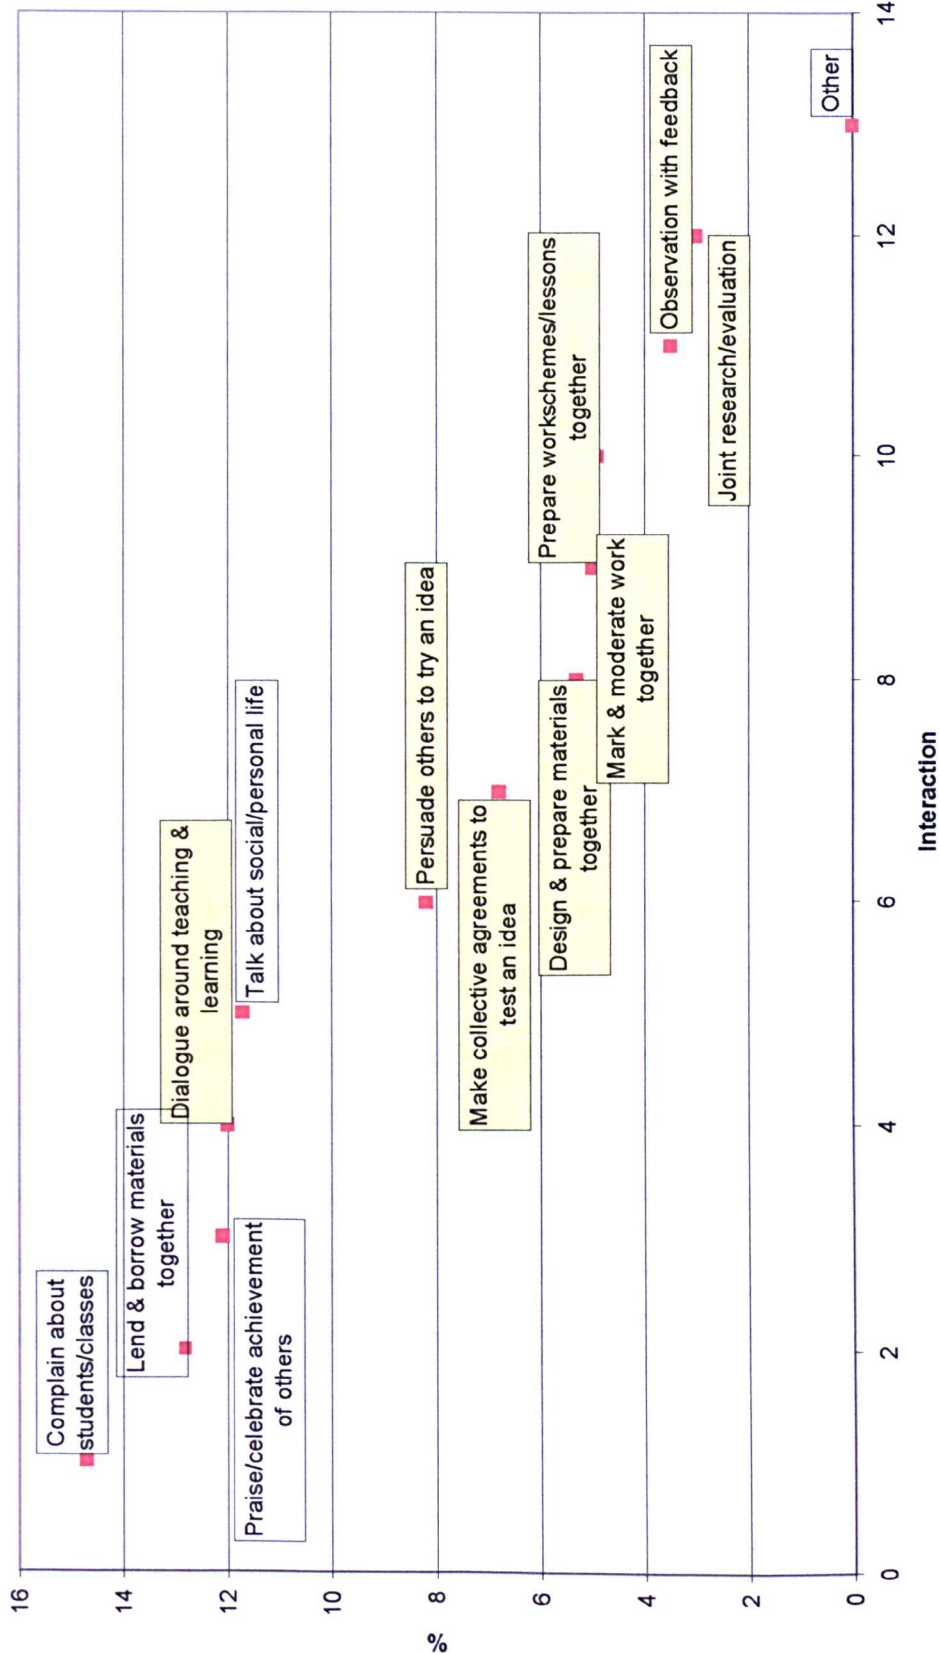 16
14
12
10
8
6
4
2
0
%
0
2
4
6
8
10
12
14
Interaction
Complain about
students/classes
Lend & borrow materials
together
Praise/celebrate achievement
of others
Dialogue around teaching &
learning
Talk about social/personal life
Persuade others to try an idea
Make collective agreements to
test an idea
Design & prepare materials
together
Mark & moderate work
together
Prepare workschemes/lessons
together
Observation with feedback
Joint research/evaluation
Other